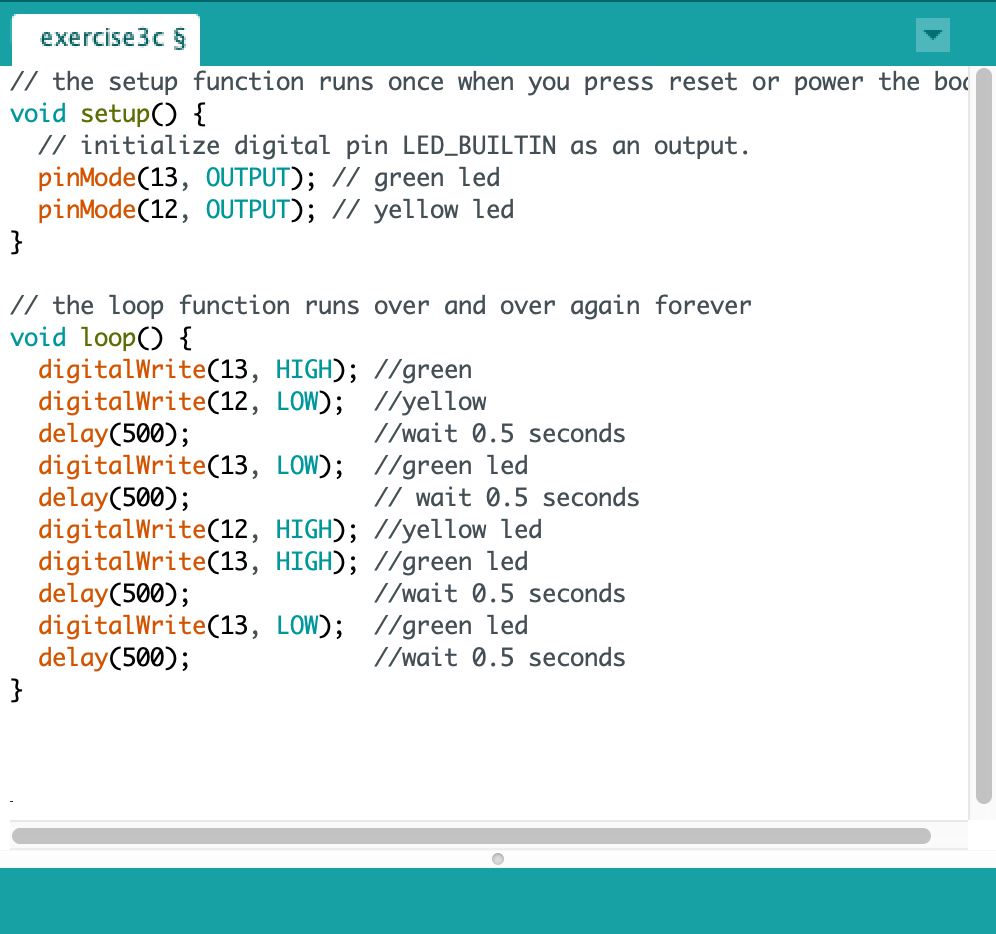 exercise3c §
// the setup function runs once when you press reset or power the
void setup() {
  // initialize digital pin LED_BUILTIN as an output.
  pinMode(13, OUTPUT); // green led
  pinMode(12, OUTPUT); // yellow led
}
// the loop function runs over and over again forever
void loop() {
  digitalWrite(13, HIGH); //green
  digitalWrite(12, LOW);  //yellow
  delay(500);             //wait 0.5 seconds
  digitalWrite(13, LOW);  //green led
  delay(500);             // wait 0.5 seconds
  digitalWrite(12, HIGH); //yellow led
  digitalWrite(13, HIGH); //green led
  delay(500);             //wait 0.5 seconds
  digitalWrite(13, LOW);  //green led
  delay(500);             //wait 0.5 seconds
}